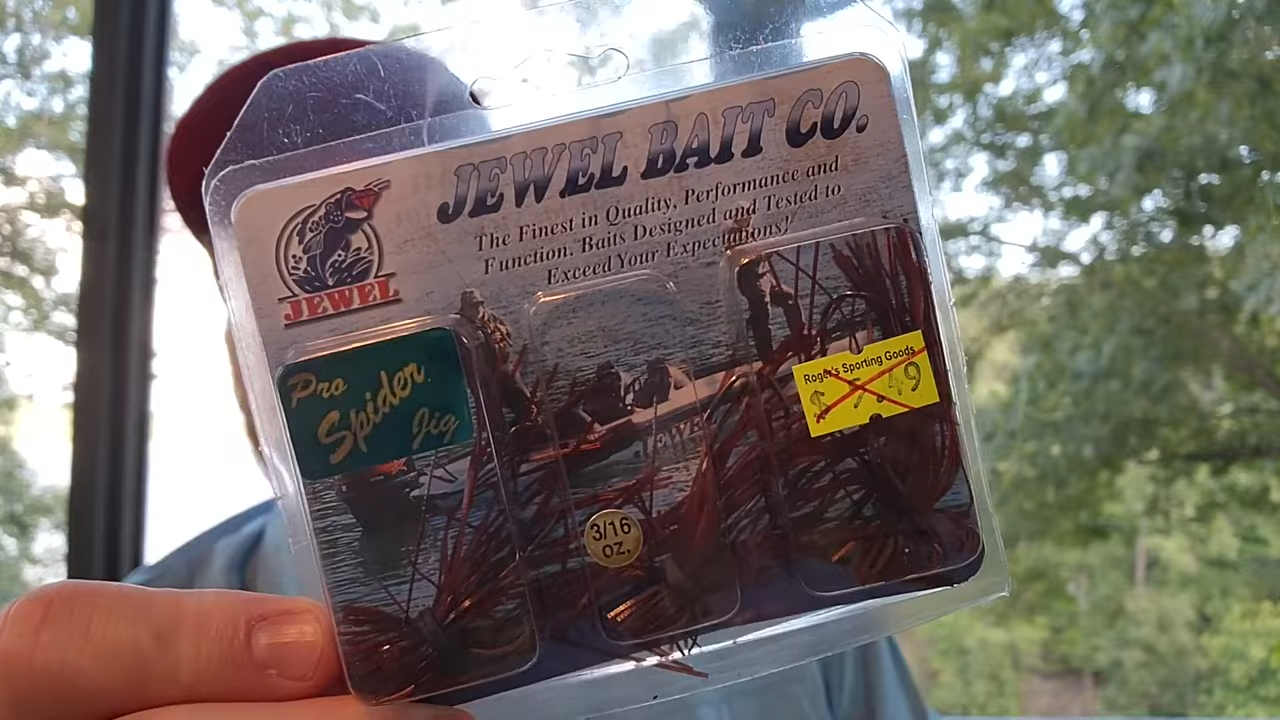 JEWEL BAIT CO.
The Finest in Quality, Performance and
Function. Baits Designed and Tested to
Exceed Your Expectations!
JEWEL
Pro
Spider
Jig
Roger's Sporting Goods
JEWEL
3/16
OZ.